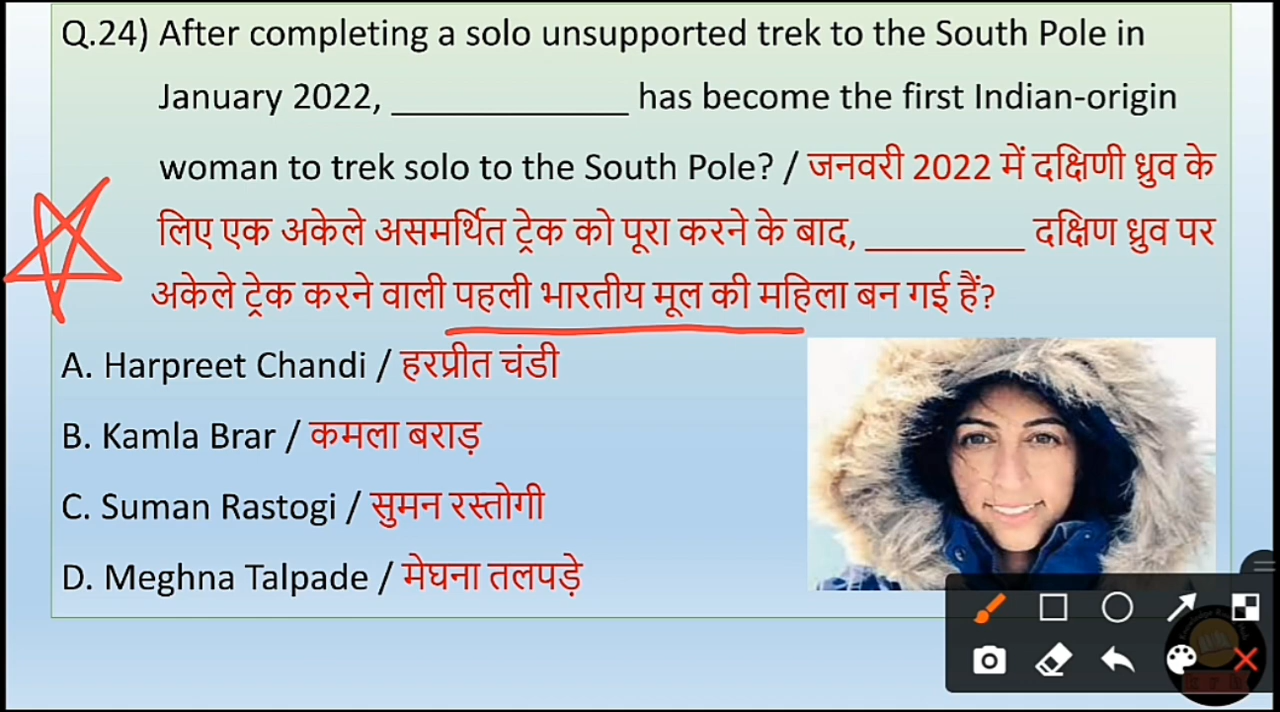 Q.24) After completing a solo unsupported trek to the South Pole in
January 2022, ____________ has become the first Indian-origin
woman to trek solo to the South Pole? / जनवरी 2022 में दक्षिणी ध्रुव के
लिए एक अकेले असमर्थित ट्रेक को पूरा करने के बाद, ________ दक्षिण ध्रुव पर
अकेले ट्रेक करने वाली पहली भारतीय मूल की महिला बन गई हैं?
A. Harpreet Chandi / हरप्रीत चंडी
B. Kamla Brar / कमला बराड़
C. Suman Rastogi / सुमन रस्तोगी
D. Meghna Talpade / मेघना तलपड़े